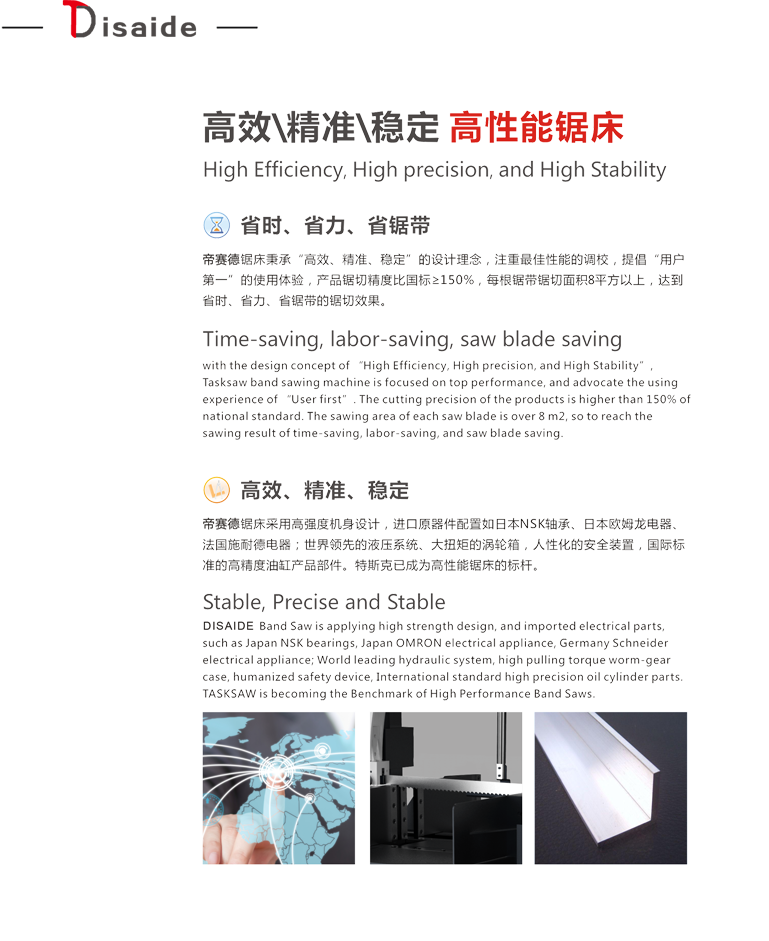 Disaide
高效\精准\稳定 高性能锯床
High Efficiency, High precision, and High Stability
省时、省力、省锯带
帝赛德锯床秉承“高效、精准、稳定”的设计理念，注重最佳性能的调校，提倡“用户
第一”的使用体验，产品锯切精度比国标≥150%，每根锯带锯切面积8平方以上，达到
省时、省力、省锯带的锯切效果。
Time-saving, labor-saving, saw blade saving
with the design concept of “High Efficiency, High precision, and High Stability”,
Tasksaw band sawing machine is focused on top performance, and advocate the using
experience of “User first”. The cutting precision of the products is higher than 150% of
national standard. The sawing area of each saw blade is over 8 m2, so to reach the
sawing result of time-saving, labor-saving, and saw blade saving.
高效、精准、稳定
帝赛德锯床采用高强度机身设计，进口原器件配置如日本NSK轴承、日本欧姆龙电器、
法国施耐德电器；世界领先的液压系统、大扭矩的涡轮箱，人性化的安全装置，国际标
准的高精度油缸产品部件。特斯克已成为高性能锯床的标杆。
Stable, Precise and Stable
DISAIDE Band Saw is applying high strength design, and imported electrical parts,
such as Japan NSK bearings, Japan OMRON electrical appliance, Germany Schneider
electrical appliance; World leading hydraulic system, high pulling torque worm-gear
case, humanized safety device, International standard high precision oil cylinder parts.
TASKSAW is becoming the Benchmark of High Performance Band Saws.